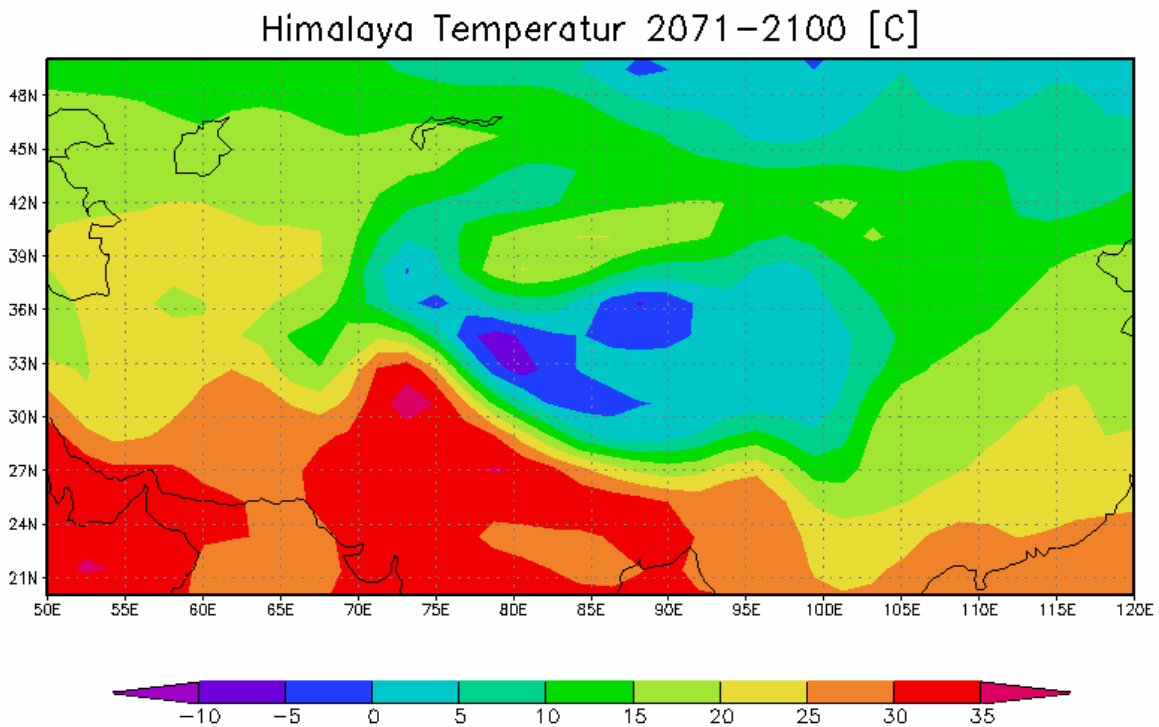 Himalaya Temperatur 2071-2100 [C]
48N
45N
42N
39N
36N
33N
30N
27N
24N
21N
50E 55E 60E 65E 70E 75E 80E 85E 90E 95E 100E 105E 110E 115E 120E
-10 -5 0 5 10 15 20 25 30 35